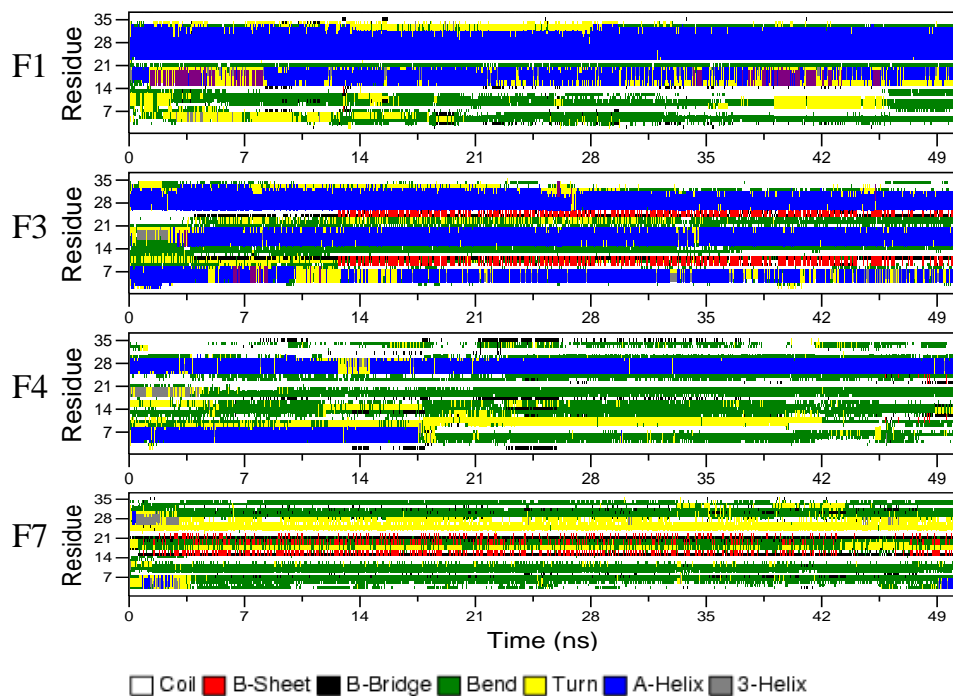 F1
Residue
35
28
21
14
7
0 7 14 21 28 35 42 49
F3
Residue
35
28
21
14
7
0 7 14 21 28 35 42 49
F4
Residue
35
28
21
14
7
0 7 14 21 28 35 42 49
F7
Residue
35
28
21
14
7
0 7 14 21 28 35 42 49
Time (ns)
Coil B-Sheet B-Bridge Bend Turn A-Helix 3-Helix